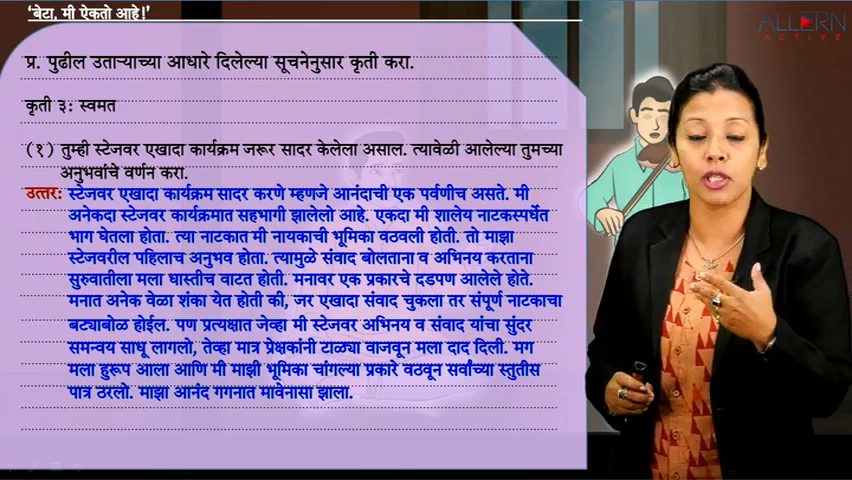 ‘बेटा, मी ऐकतो आहे!’
ALLERN
ACTIVE
प्र. पुढील उताऱ्याच्या आधारे दिलेल्या सूचनेनुसार कृती करा.
कृती ३: स्वमत
(१) तुम्ही स्टेजवर एखादा कार्यक्रम जरूर सादर केलेला असाल. त्यावेळी आलेल्या तुमच्या
अनुभवांचे वर्णन करा.
उत्तर: स्टेजवर एखादा कार्यक्रम सादर करणे म्हणजे आनंदाची एक पर्वणीच असते. मी
अनेकदा स्टेजवर कार्यक्रमात सहभागी झालेलो आहे. एकदा मी शालेय नाटकस्पर्धेत
भाग घेतला होता. त्या नाटकात मी नायकाची भूमिका वठवली होती. तो माझा
स्टेजवरील पहिलाच अनुभव होता. त्यामुळे संवाद बोलताना व अभिनय करताना
सुरुवातीला मला धास्तीच वाटत होती. मनावर एक प्रकारचे दडपण आलेले होते.
मनात अनेक वेळा शंका येत होती की, जर एखादा संवाद चुकला तर संपूर्ण नाटकाचा
बट्याबोळ होईल. पण प्रत्यक्षात जेव्हा मी स्टेजवर अभिनय व संवाद यांचा सुंदर
समन्वय साधू लागलो, तेव्हा मात्र प्रेक्षकांनी टाळ्या वाजवून मला दाद दिली. मग
मला हुरूप आला आणि मी माझी भूमिका चांगल्या प्रकारे वठवून सर्वांच्या स्तुतीस
पात्र ठरलो. माझा आनंद गगनात मावेनासा झाला.